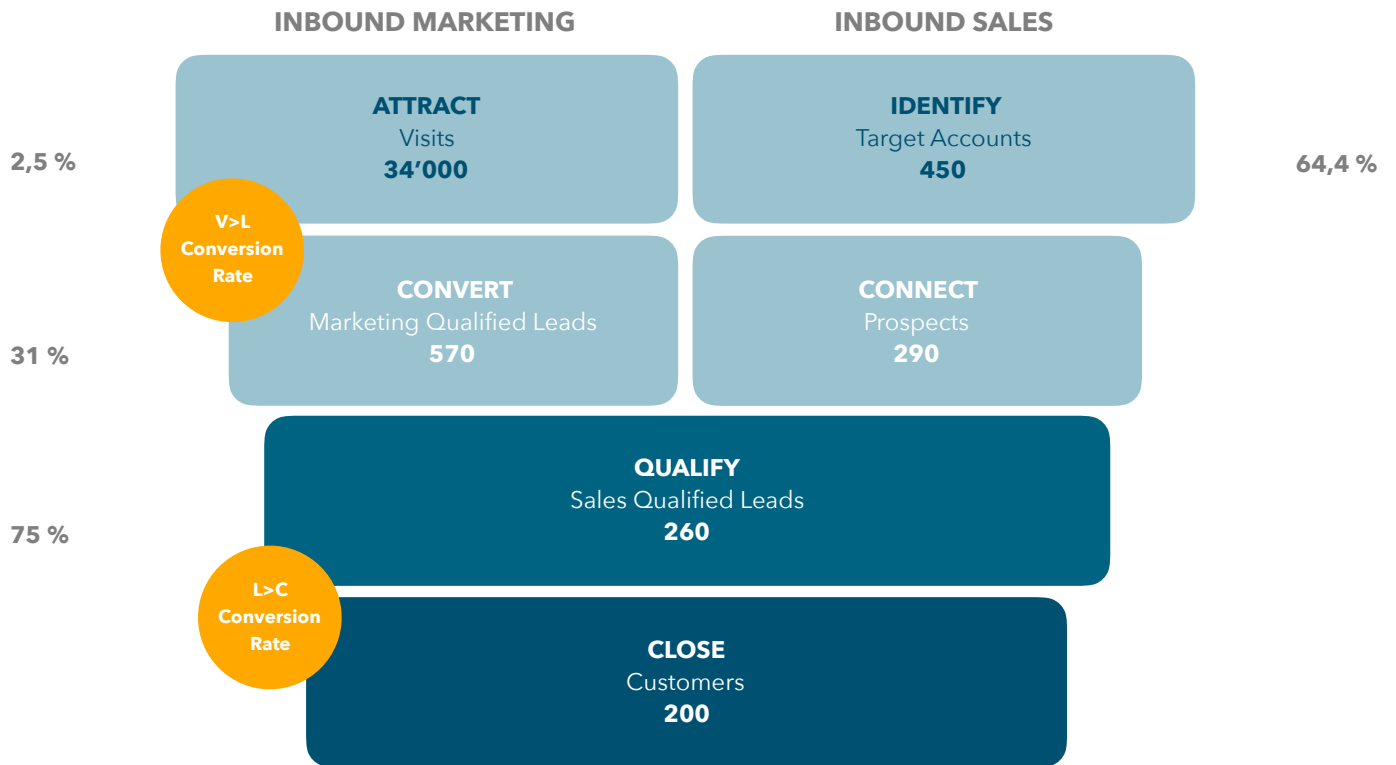 INBOUND MARKETING
INBOUND SALES
ATTRACT
Visits
34’000
IDENTIFY
Target Accounts
450
2,5 %
64,4 %
V>L
Conversion
Rate
CONVERT
Marketing Qualified Leads
570
CONNECT
Prospects
290
31 %
QUALIFY
Sales Qualified Leads
260
75 %
L>C
Conversion
Rate
CLOSE
Customers
200